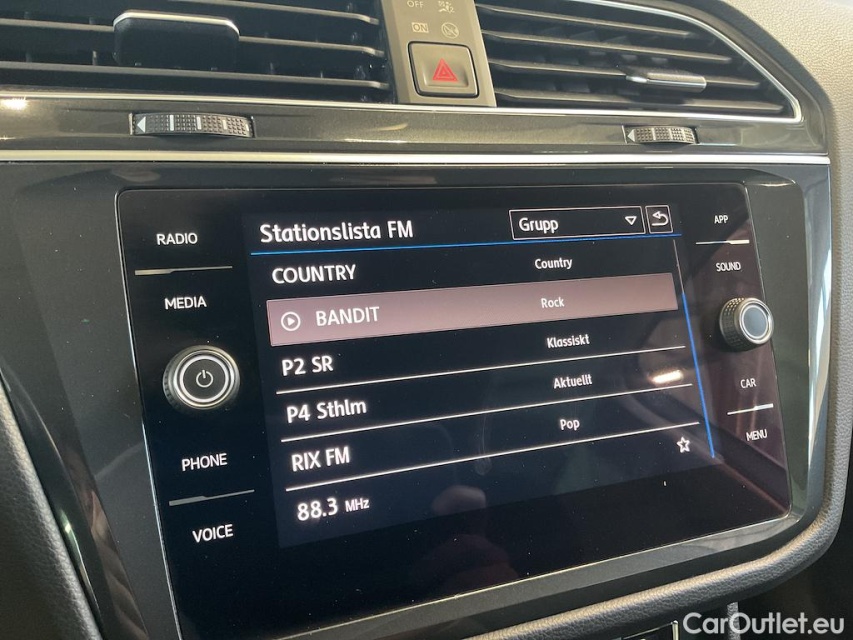 OFF
ON
RADIO
MEDIA
PHONE
VOICE
Stationslista FM Grupp
COUNTRY Country
BANDIT Rock
P2 SR Klassiskt
P4 Sthlm Aktuellt
RIX FM Pop
88.3 MHz
APP
SOUND
CAR
MENU
CarOutlet.eu